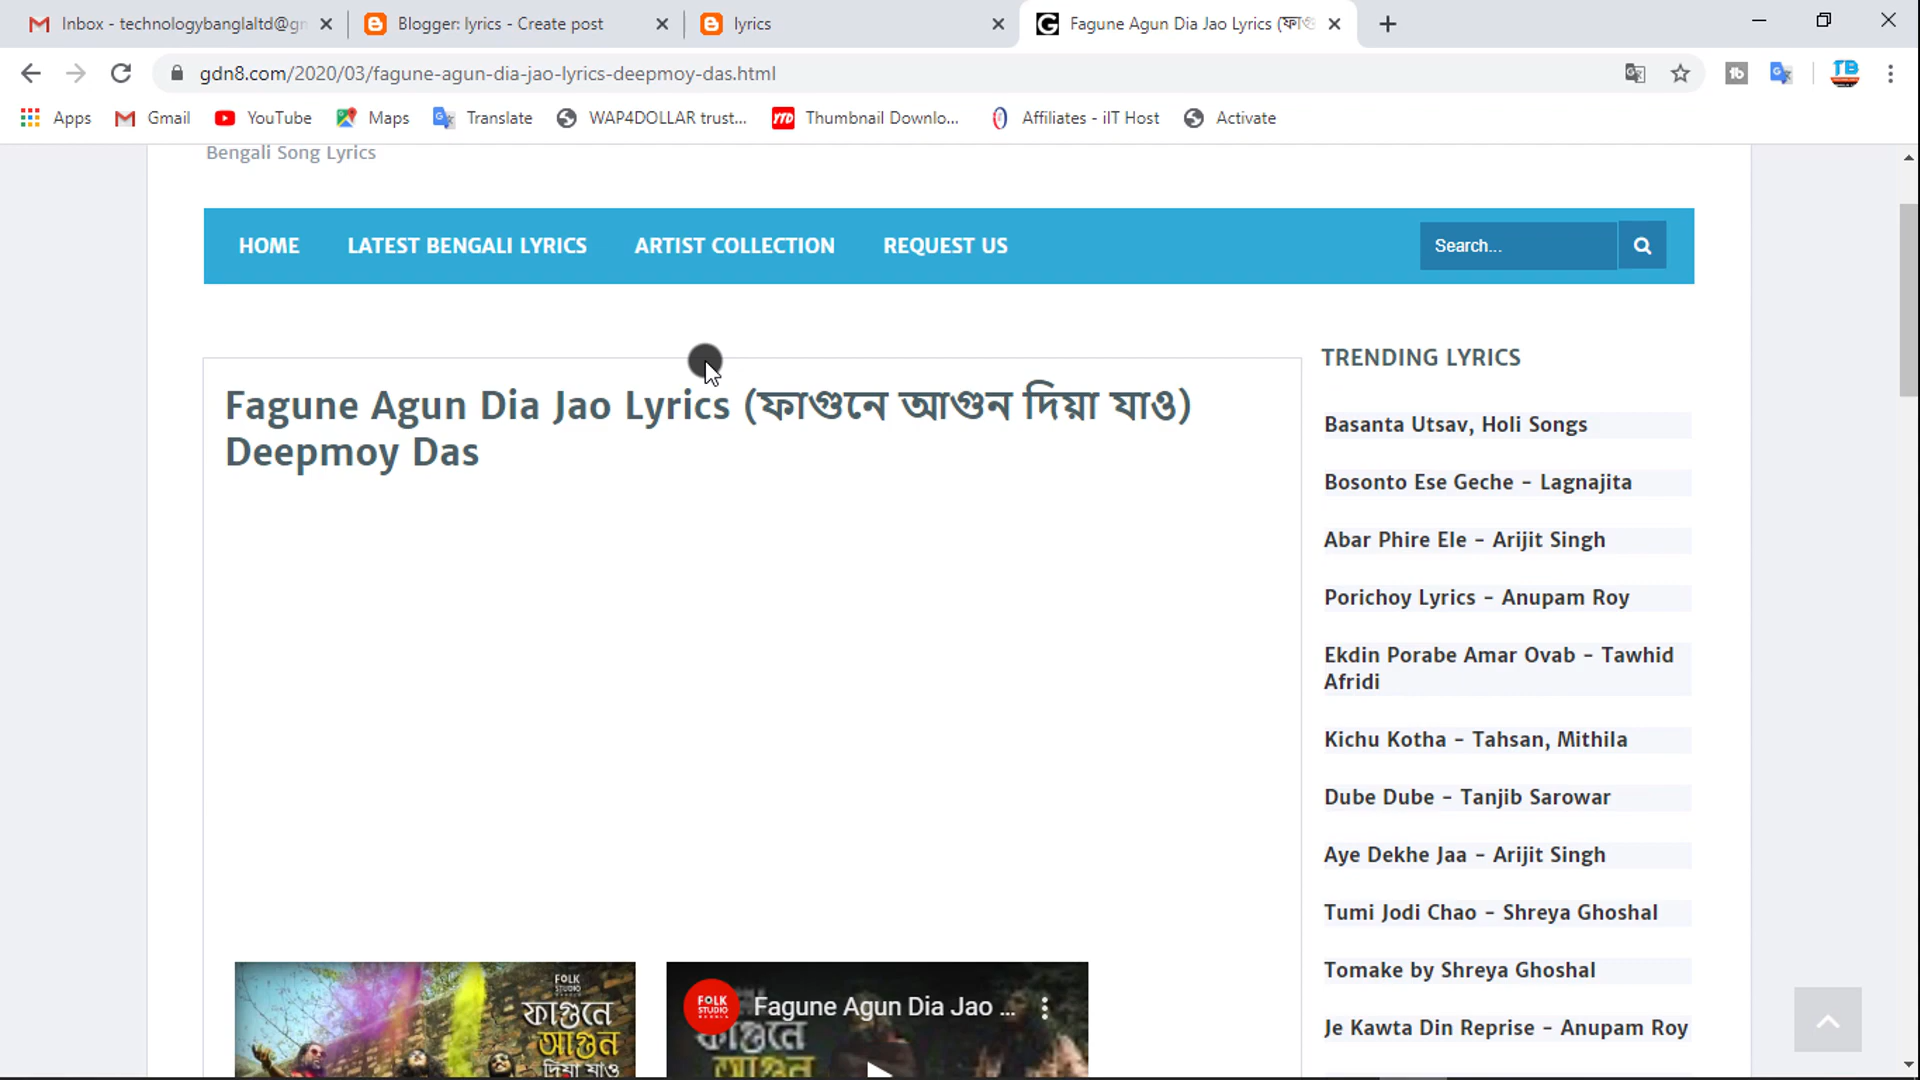 Inbox - technologybanglaltd@gn
Blogger: lyrics - Create post
lyrics
Fagune Agun Dia Jao Lyrics (ফাগু
gdn8.com/2020/03/fagune-agun-dia-jao-lyrics-deepmoy-das.html
Apps
Gmail
YouTube
Maps
Translate
WAP4DOLLAR trust...
Thumbnail Downlo...
Affiliates - iIT Host
Activate
Bengali Song Lyrics
HOME
LATEST BENGALI LYRICS
ARTIST COLLECTION
REQUEST US
Search...
Fagune Agun Dia Jao Lyrics (ফাগুনে আগুন দিয়া যাও)
Deepmoy Das
TRENDING LYRICS
Basanta Utsav, Holi Songs
Bosonto Ese Geche - Lagnajita
Abar Phire Ele - Arijit Singh
Porichoy Lyrics - Anupam Roy
Ekdin Porabe Amar Ovab - Tawhid
Afridi
Kichu Kotha - Tahsan, Mithila
Dube Dube - Tanjib Sarowar
Aye Dekhe Jaa - Arijit Singh
Tumi Jodi Chao - Shreya Ghoshal
Tomake by Shreya Ghoshal
Je Kawta Din Reprise - Anupam Roy
FOLK
STUDIO
ফাগুনে
আগুন
দিয়া যাও
FOLK
STUDIO
Fagune Agun Dia Jao ...
ফাগুনে
আগুন